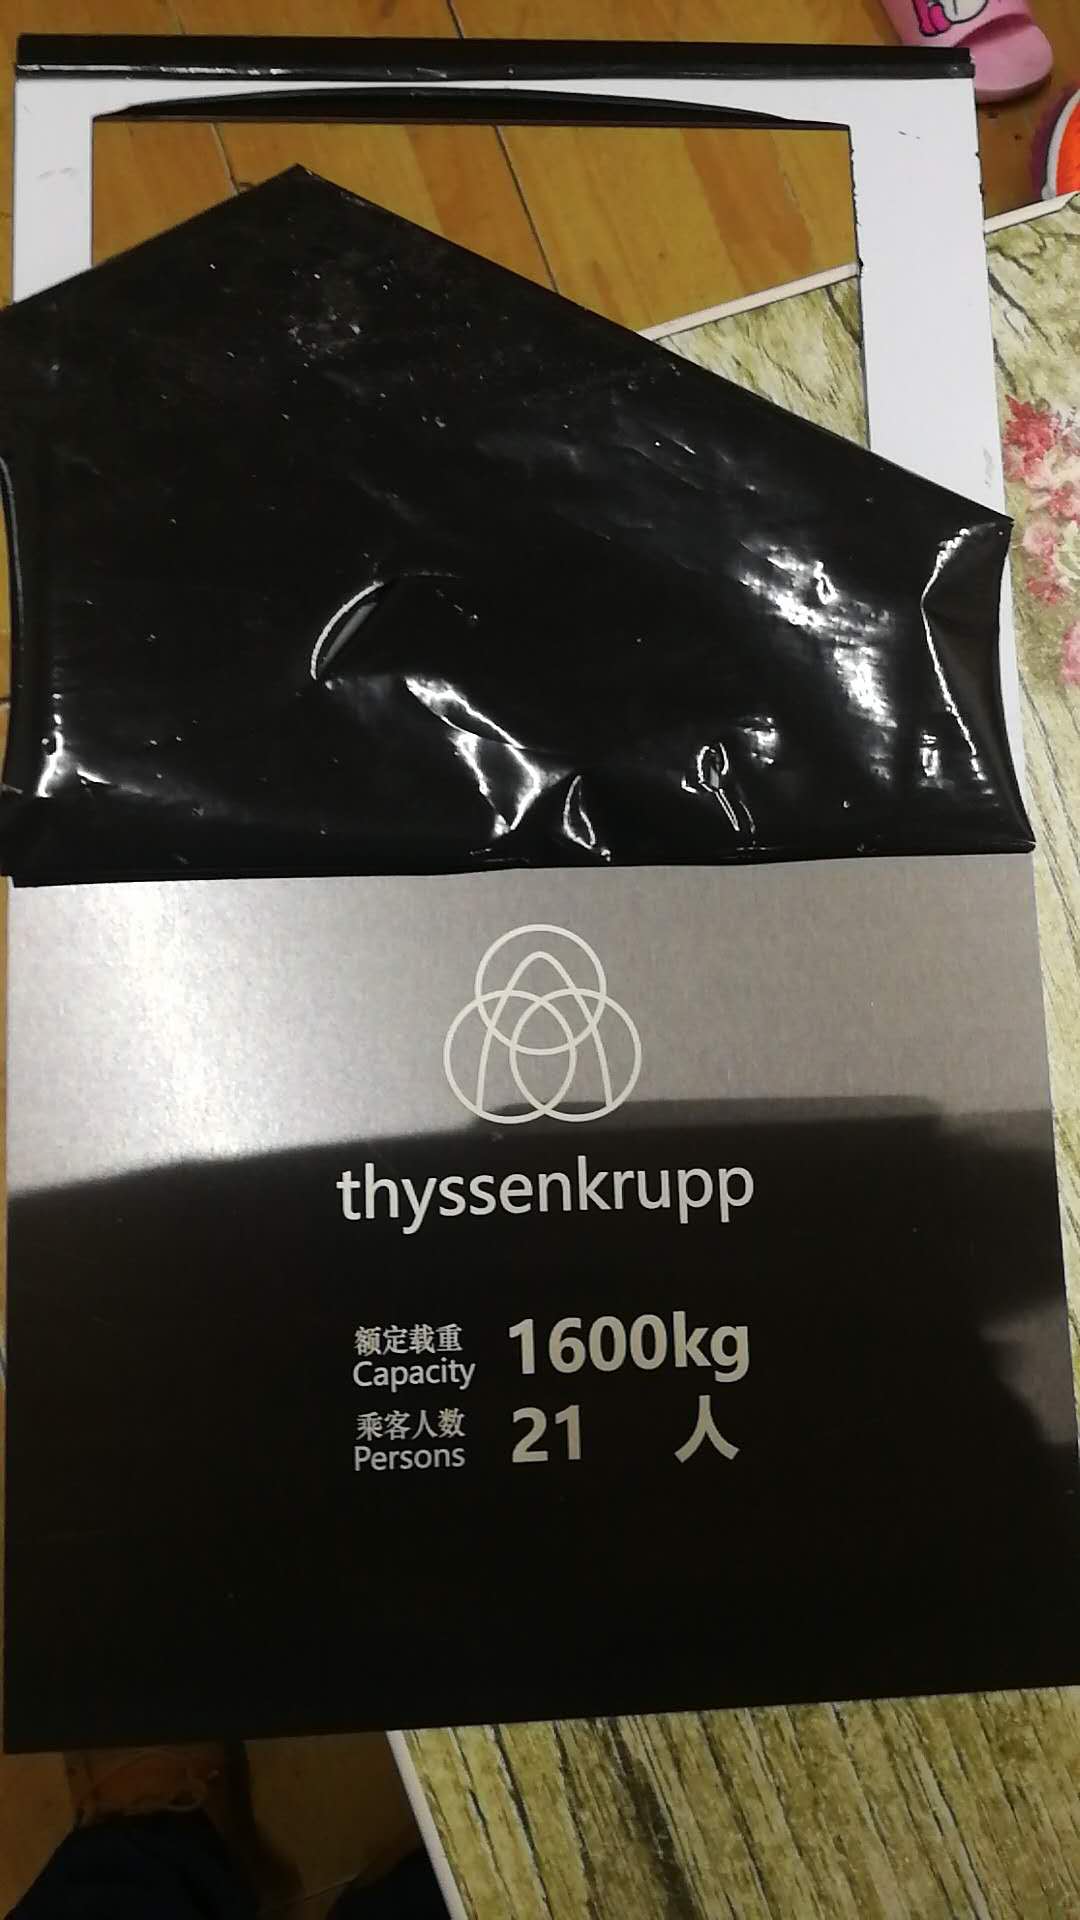 thyssenkrupp
额定载重 1600kg
Capacity
乘客人数 21 人
Persons